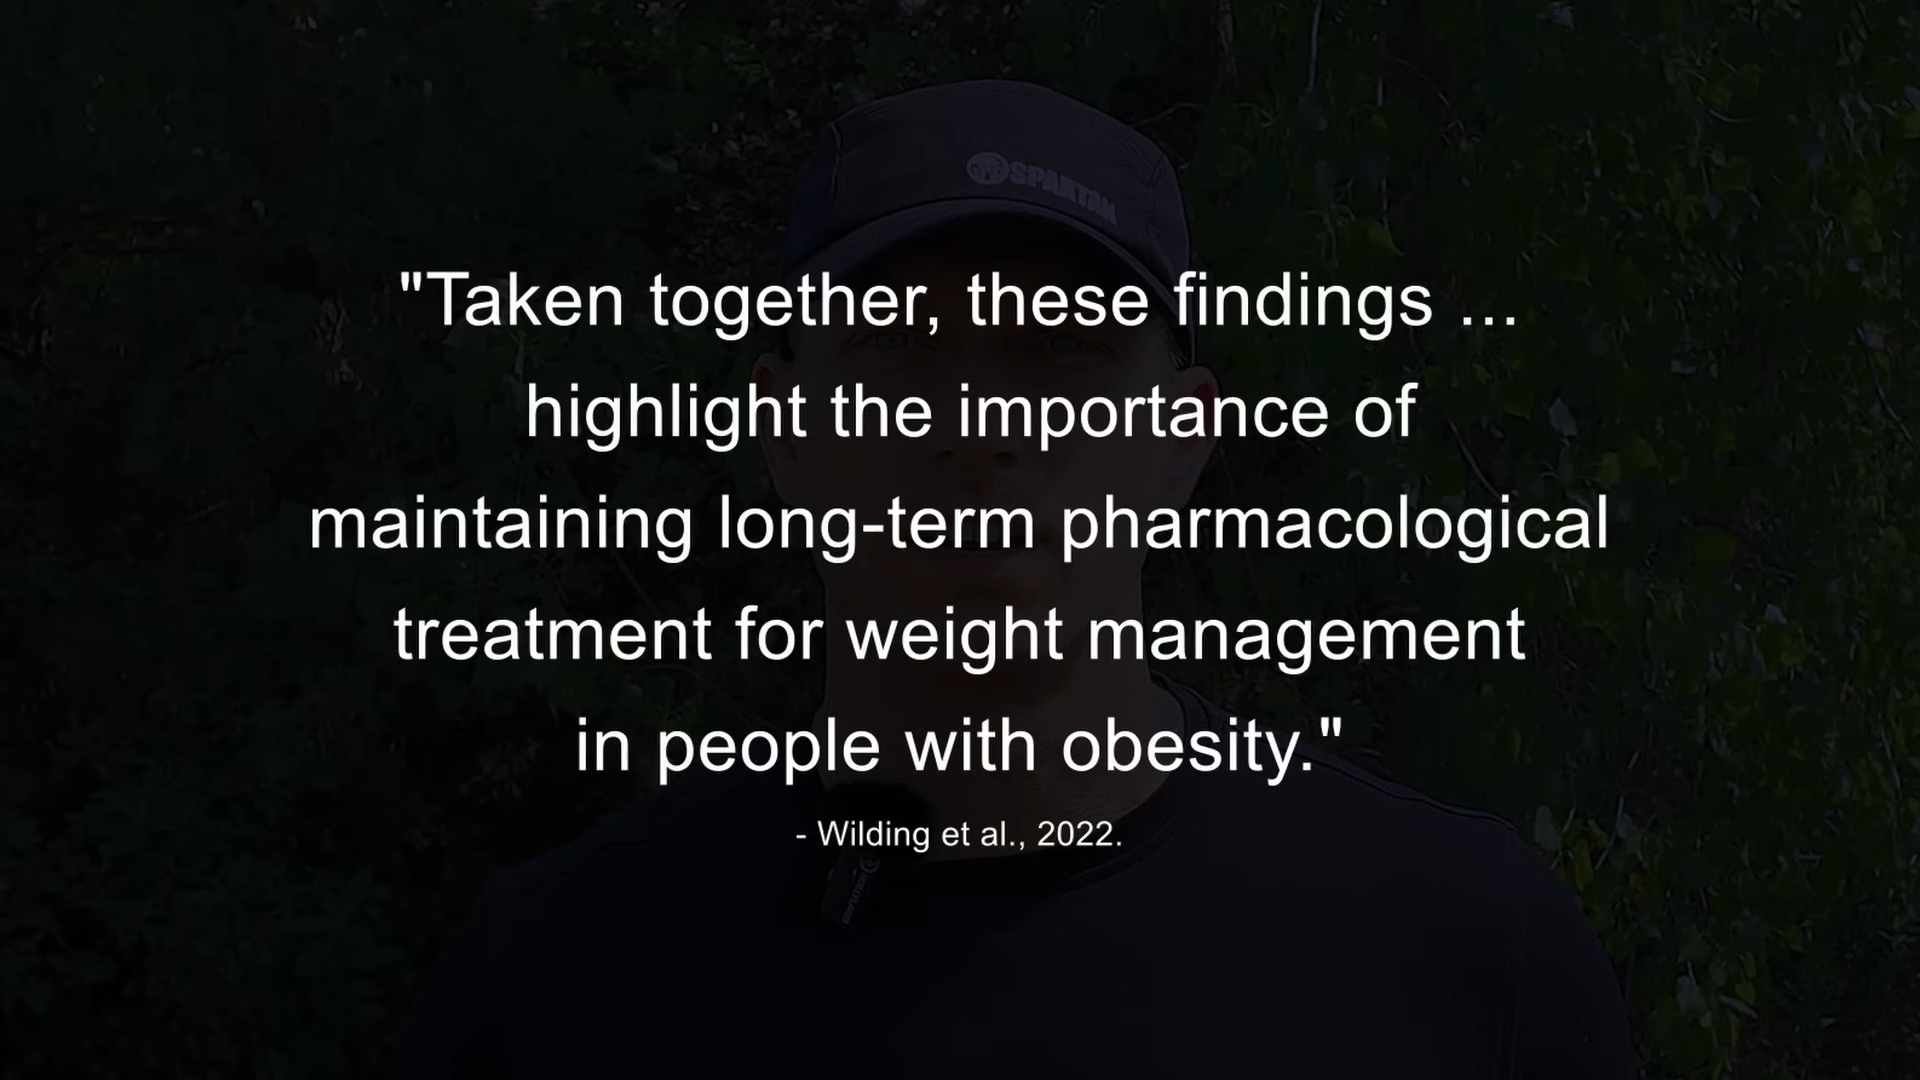 SPARTAN
"Taken together, these findings ...
highlight the importance of
maintaining long-term pharmacological
treatment for weight management
in people with obesity."
- Wilding et al., 2022.
HOLLYLAND